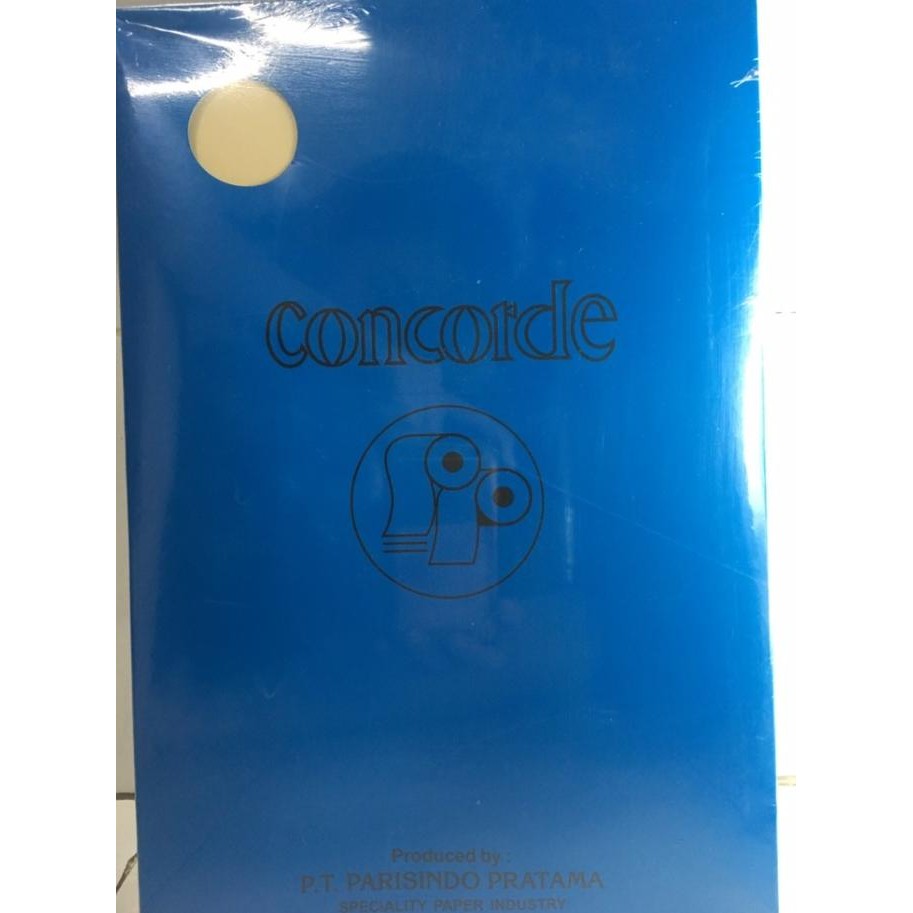 concorde
Produced by :
P.T. PARISINDO PRATAMA
SPECIALITY PAPER INDUSTRY